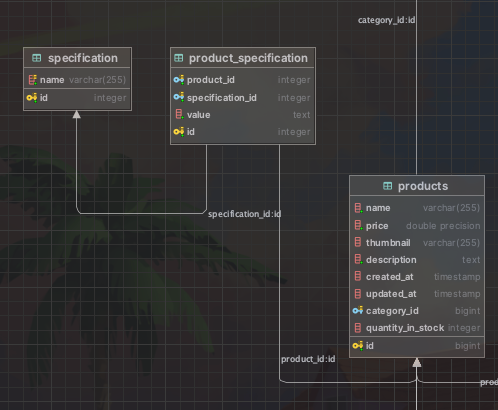 category_id:id
specification
name varchar(255)
id integer
product_specification
product_id integer
specification_id integer
value text
id integer
specification_id:id
products
name varchar(255)
price double precision
thumbnail varchar(255)
description text
created_at timestamp
updated_at timestamp
category_id bigint
quantity_in_stock integer
id bigint
product_id:id
prod